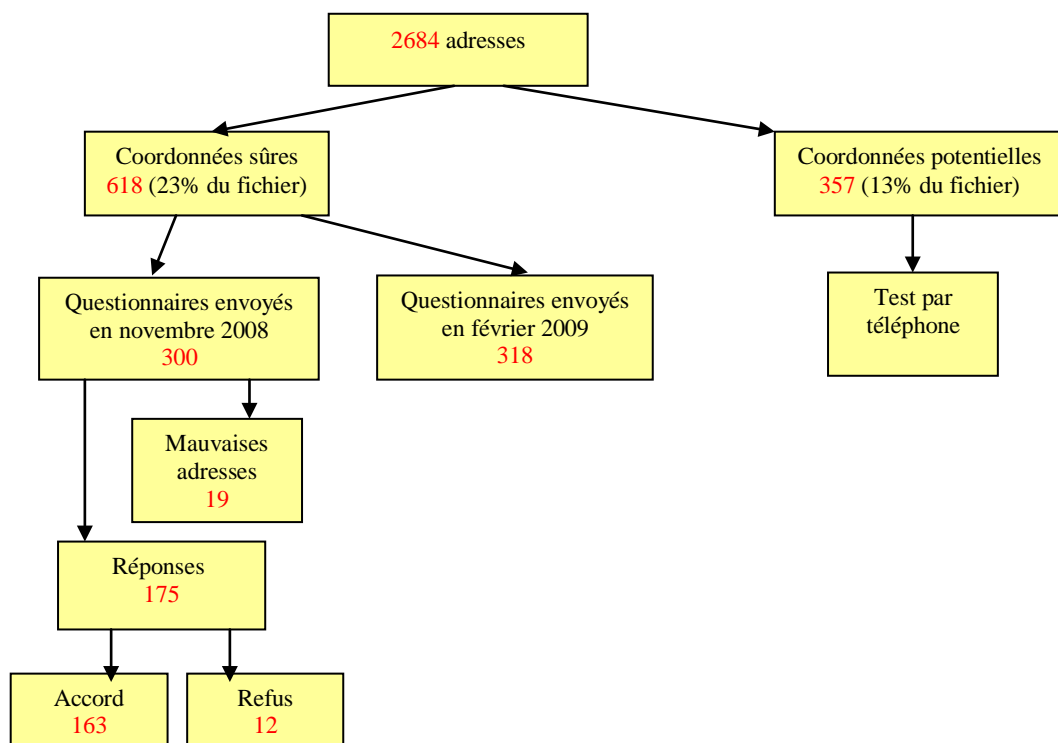 2684 adresses
Coordonnées sûres
618 (23% du fichier)
Coordonnées potentielles
357 (13% du fichier)
Questionnaires envoyés
en novembre 2008
300
Questionnaires envoyés
en février 2009
318
Test par
téléphone
Mauvaises
adresses
19
Réponses
175
Accord
163
Refus
12